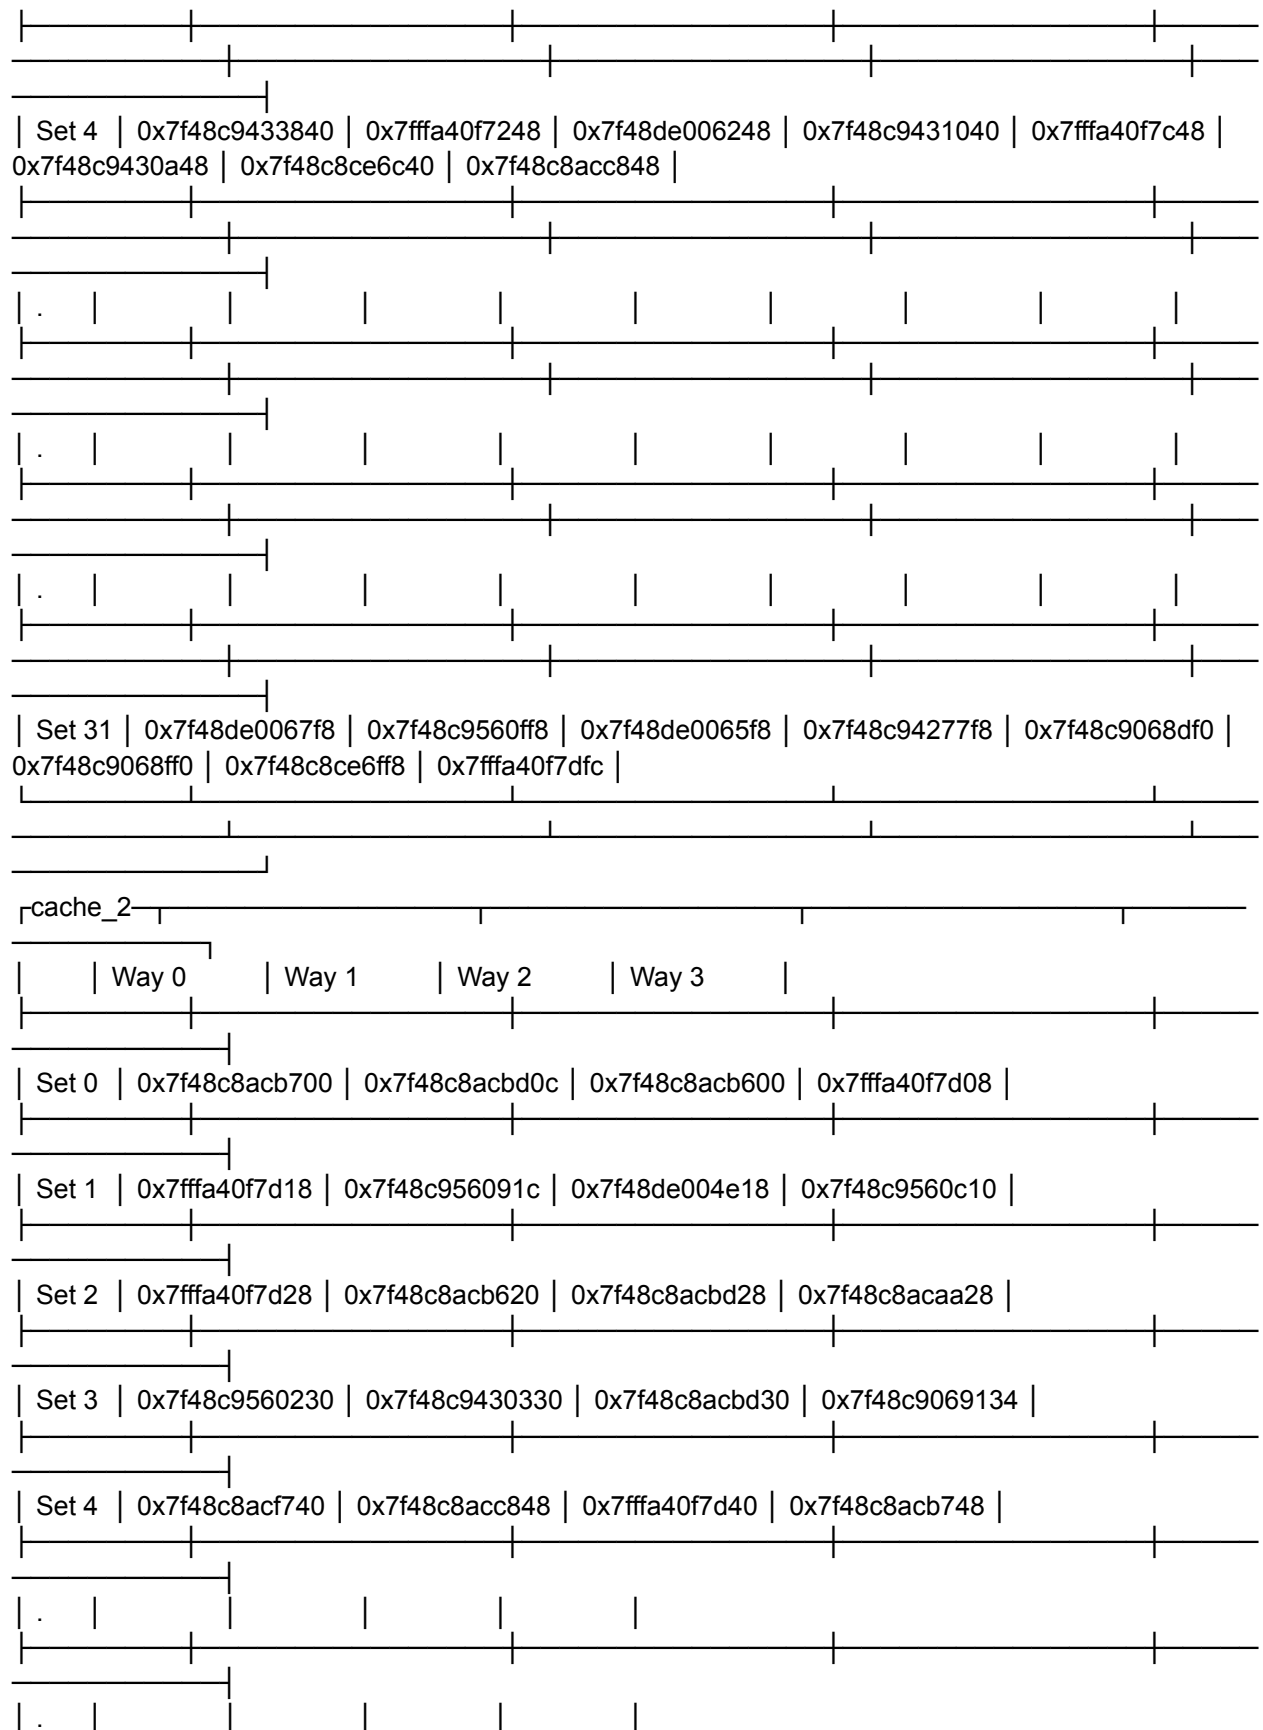 │ Set 4 │ 0x7f48c9433840 │ 0x7fffa40f7248 │ 0x7f48de006248 │ 0x7f48c9431040 │ 0x7fffa40f7c48 │
0x7f48c9430a48 │ 0x7f48c8ce6c40 │ 0x7f48c8acc848 │
│ . │ │ │ │ │ │ │ │ │
│ . │ │ │ │ │ │ │ │ │
│ . │ │ │ │ │ │ │ │ │
│ Set 31 │ 0x7f48de0067f8 │ 0x7f48c9560ff8 │ 0x7f48de0065f8 │ 0x7f48c94277f8 │ 0x7f48c9068df0 │
0x7f48c9068ff0 │ 0x7f48c8ce6ff8 │ 0x7fffa40f7dfc │
cache_2
│ │ Way 0 │ Way 1 │ Way 2 │ Way 3 │
│ Set 0 │ 0x7f48c8acb700 │ 0x7f48c8acbd0c │ 0x7f48c8acb600 │ 0x7fffa40f7d08 │
│ Set 1 │ 0x7fffa40f7d18 │ 0x7f48c956091c │ 0x7f48de004e18 │ 0x7f48c9560c10 │
│ Set 2 │ 0x7fffa40f7d28 │ 0x7f48c8acb620 │ 0x7f48c8acbd28 │ 0x7f48c8acaa28 │
│ Set 3 │ 0x7f48c9560230 │ 0x7f48c9430330 │ 0x7f48c8acbd30 │ 0x7f48c9069134 │
│ Set 4 │ 0x7f48c8acf740 │ 0x7f48c8acc848 │ 0x7fffa40f7d40 │ 0x7f48c8acb748 │
│ . │ │ │ │ │
│ . │ │ │ │ │